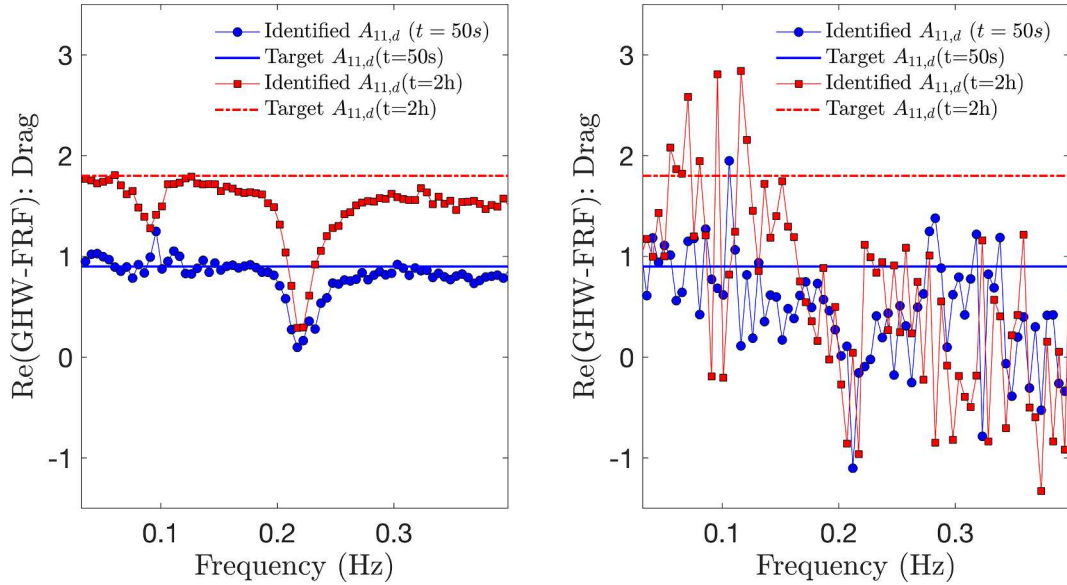 Identified A₁₁,d (t = 50s)
Target A₁₁,d(t=50s)
Identified A₁₁,d(t=2h)
Target A₁₁,d(t=2h)
3
2
1
0
-1
Re(GHW-FRF): Drag
0.1 0.2 0.3
Frequency (Hz)
Identified A₁₁,d (t = 50s)
Target A₁₁,d(t=50s)
Identified A₁₁,d(t=2h)
Target A₁₁,d(t=2h)
3
2
1
0
-1
Re(GHW-FRF): Drag
0.1 0.2 0.3
Frequency (Hz)